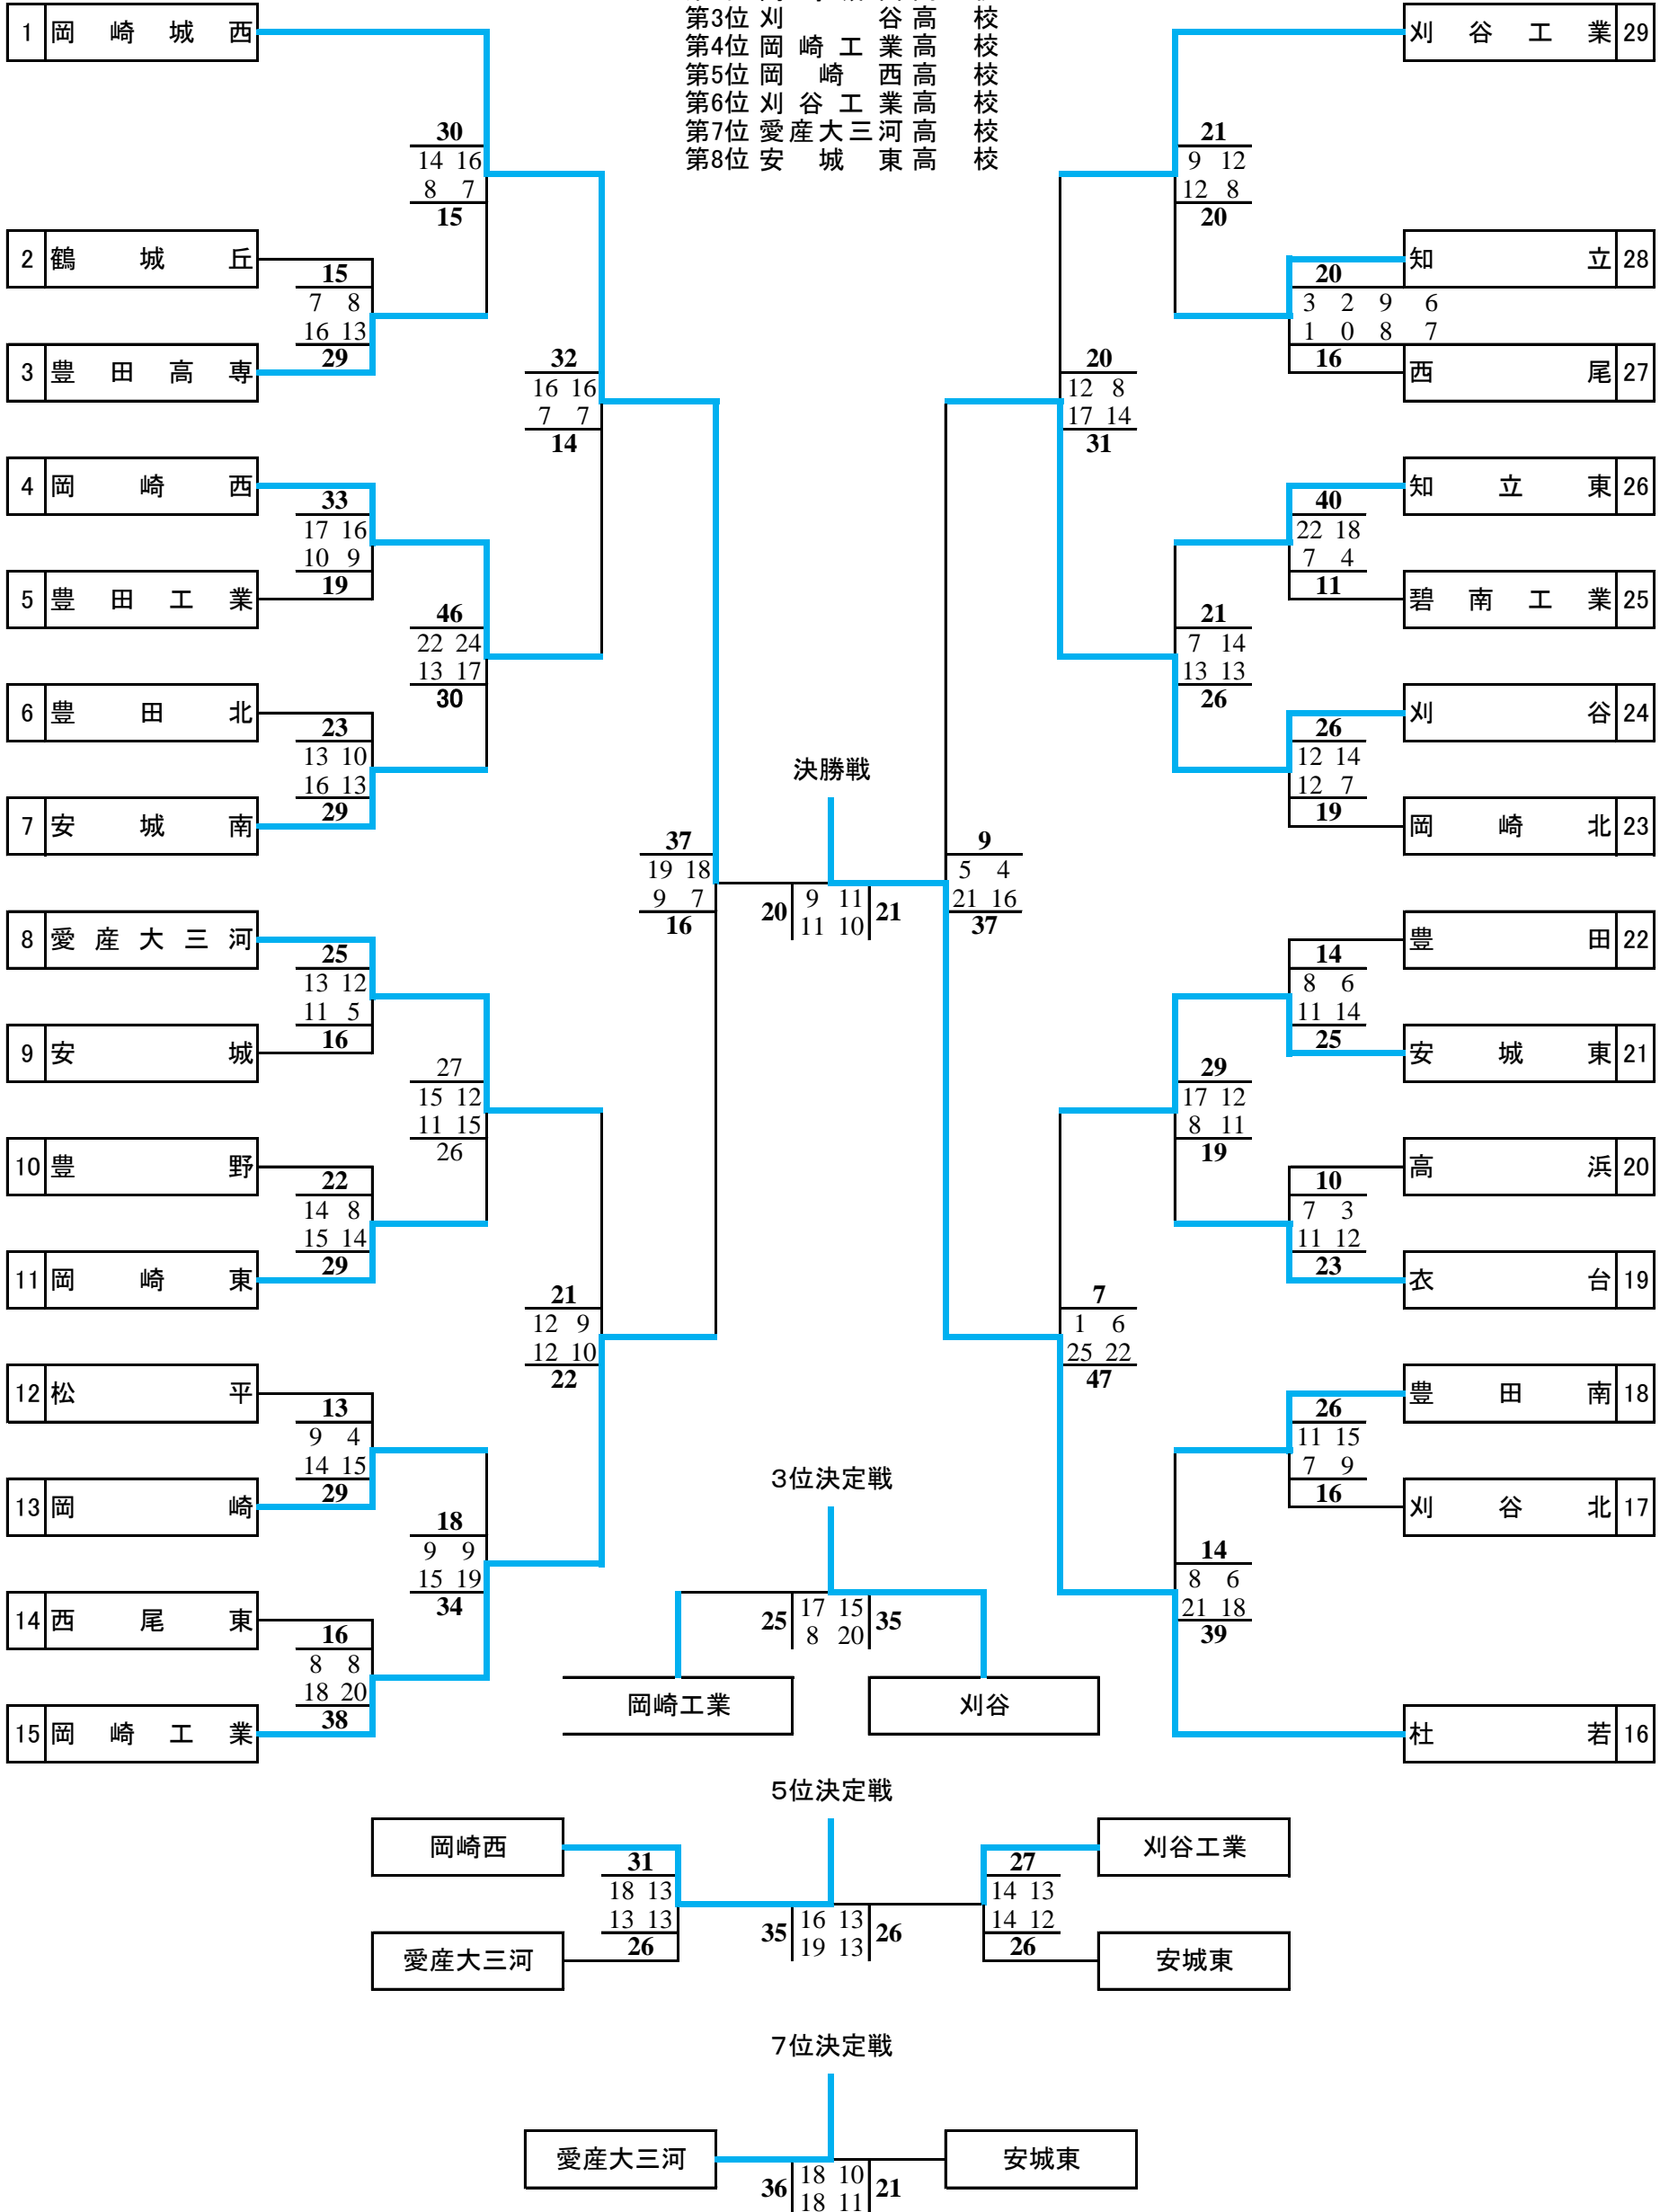 第3位 刈谷高校
第4位 岡崎工業高校
第5位 岡崎西高校
第6位 刈谷工業高校
第7位 愛産大三河高校
第8位 安城東高校
1 岡崎城西
30
14 16
8 7
15
2 鶴城丘
15
7 8
16 13
29
3 豊田高専
32
16 16
7 7
14
4 岡崎西
33
17 16
10 9
19
5 豊田工業
46
22 24
13 17
30
6 豊田北
23
13 10
16 13
29
7 安城南
37
19 18
9 7
16
8 愛産大三河
25
13 12
11 5
16
9 安城
27
15 12
11 15
26
10 豊野
22
14 8
15 14
29
11 岡崎東
21
12 9
12 10
22
12 松平
13
9 4
14 15
29
13 岡崎
18
9 9
15 19
34
14 西尾東
16
8 8
18 20
38
15 岡崎工業
決勝戦
20 9 11 21
11 10
刈谷工業 29
21
9 12
12 8
20
知立 28
20
3 2 9 6
1 0 8 7
16
西尾 27
20
12 8
17 14
31
知立東 26
40
22 18
7 4
11
碧南工業 25
21
7 14
13 13
26
刈谷 24
26
12 14
12 7
19
岡崎北 23
9
5 4
21 16
37
豊田 22
14
8 6
11 14
25
安城東 21
29
17 12
8 11
19
高浜 20
10
7 3
11 12
23
衣台 19
7
1 6
25 22
47
豊田南 18
26
11 15
7 9
16
刈谷北 17
14
8 6
21 18
39
杜若 16
3位決定戦
25 17 15 35
8 20
岡崎工業 刈谷
5位決定戦
岡崎西 刈谷工業
31 27
18 13 14 13
13 13 14 12
26 26
35 16 13 26
19 13
愛産大三河 安城東
7位決定戦
愛産大三河 安城東
36 18 10 21
18 11